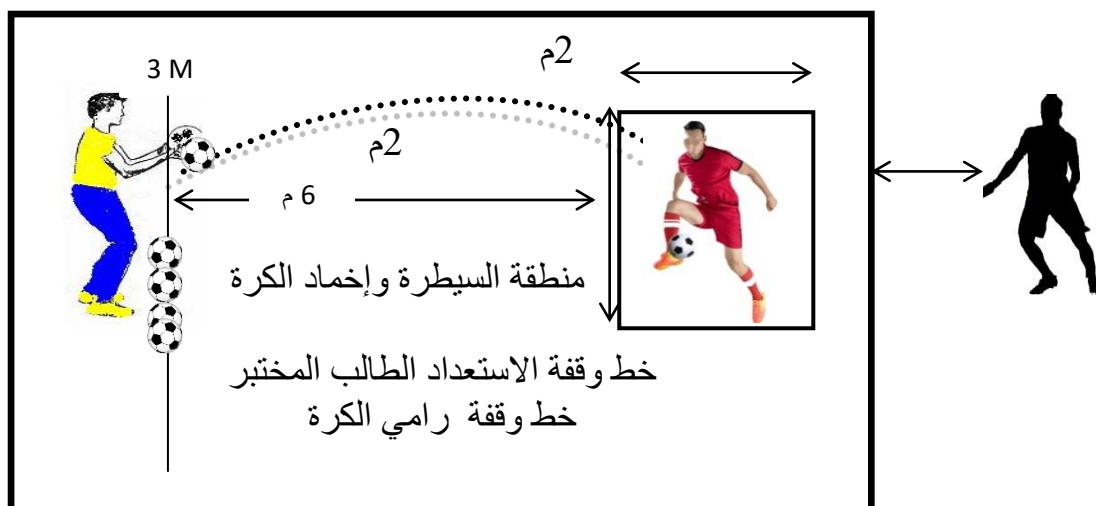 2م
3 M
2م
6 م
منطقة السيطرة وإخماد الكرة
خط وقفة الاستعداد الطالب المختبر
خط وقفة رامي الكرة